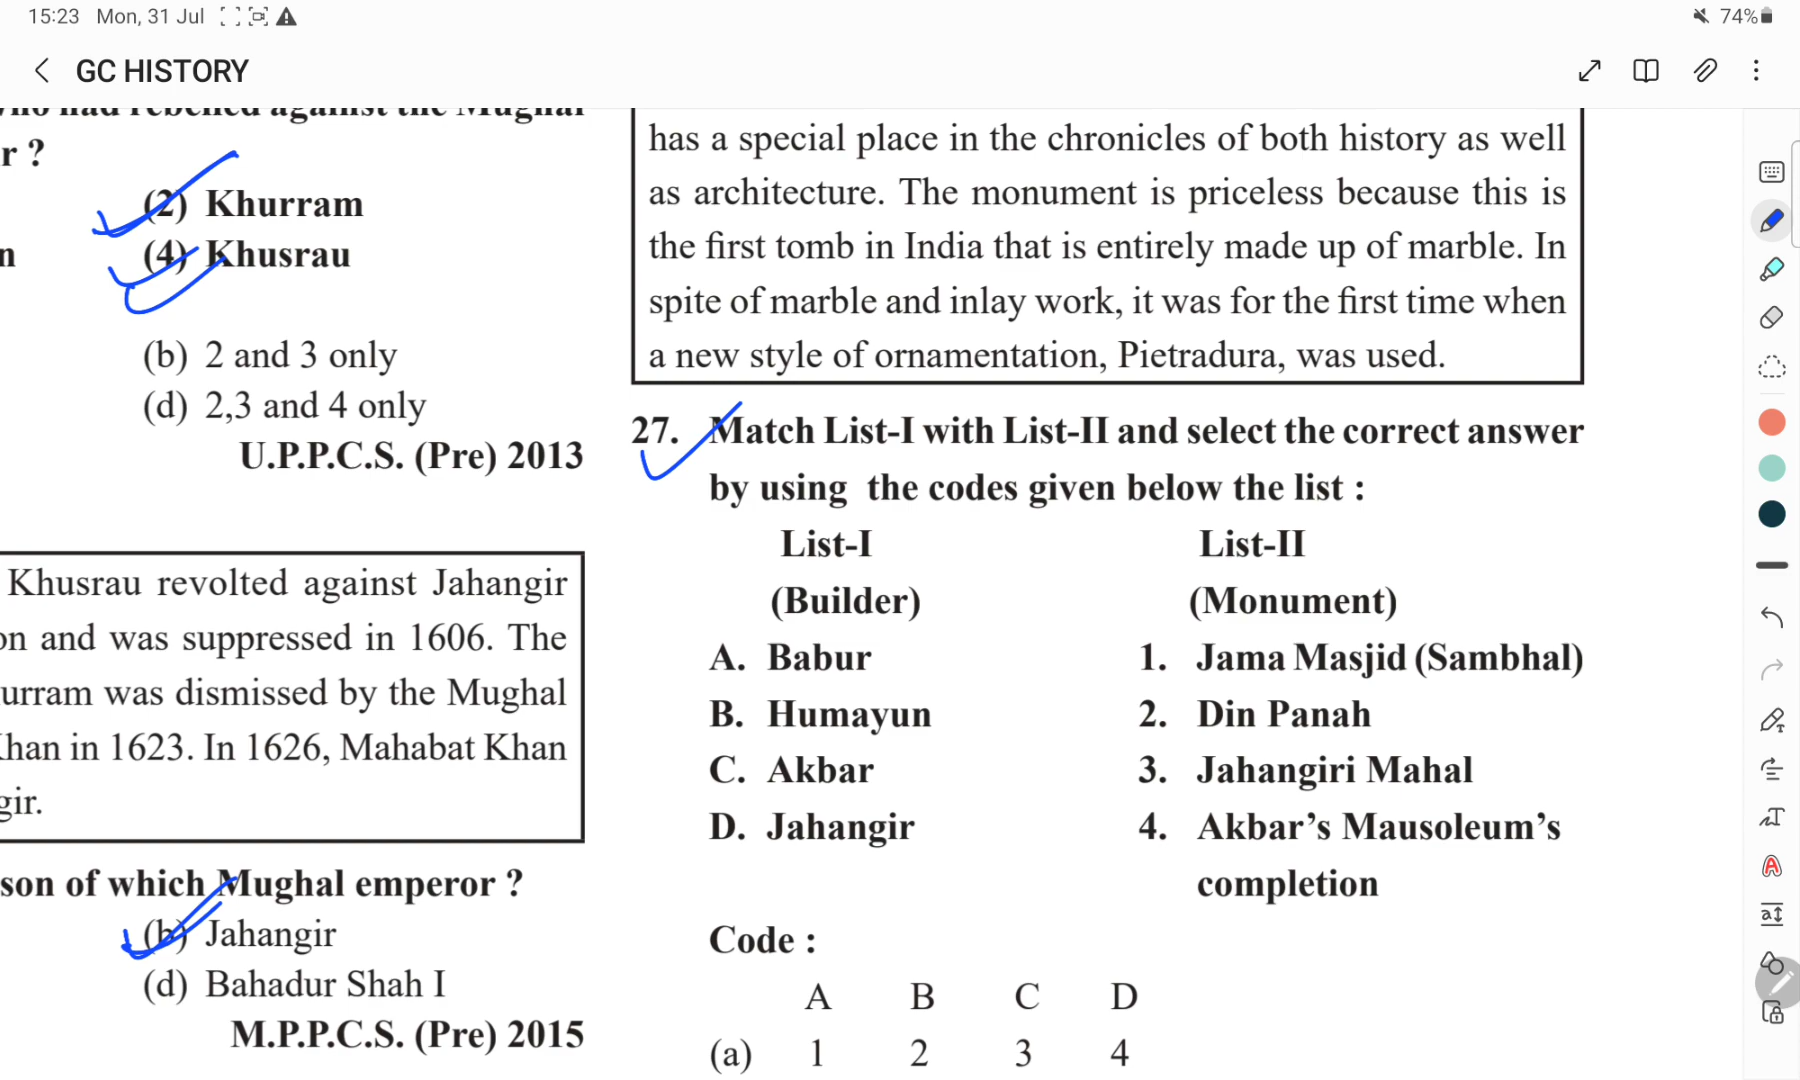 15:23 Mon, 31 Jul
74%
GC HISTORY
who had rebelled against the Mughal
r ?
(2) Khurram
n (4) Khusrau
(b) 2 and 3 only
(d) 2,3 and 4 only
U.P.P.C.S. (Pre) 2013
Khusrau revolted against Jahangir
on and was suppressed in 1606. The
urram was dismissed by the Mughal
Khan in 1623. In 1626, Mahabat Khan
gir.
son of which Mughal emperor ?
(b) Jahangir
(d) Bahadur Shah I
M.P.P.C.S. (Pre) 2015
has a special place in the chronicles of both history as well
as architecture. The monument is priceless because this is
the first tomb in India that is entirely made up of marble. In
spite of marble and inlay work, it was for the first time when
a new style of ornamentation, Pietradura, was used.
27. Match List-I with List-II and select the correct answer
by using the codes given below the list :
List-I List-II
(Builder) (Monument)
A. Babur 1. Jama Masjid (Sambhal)
B. Humayun 2. Din Panah
C. Akbar 3. Jahangiri Mahal
D. Jahangir 4. Akbar’s Mausoleum’s
completion
Code :
A B C D
(a) 1 2 3 4